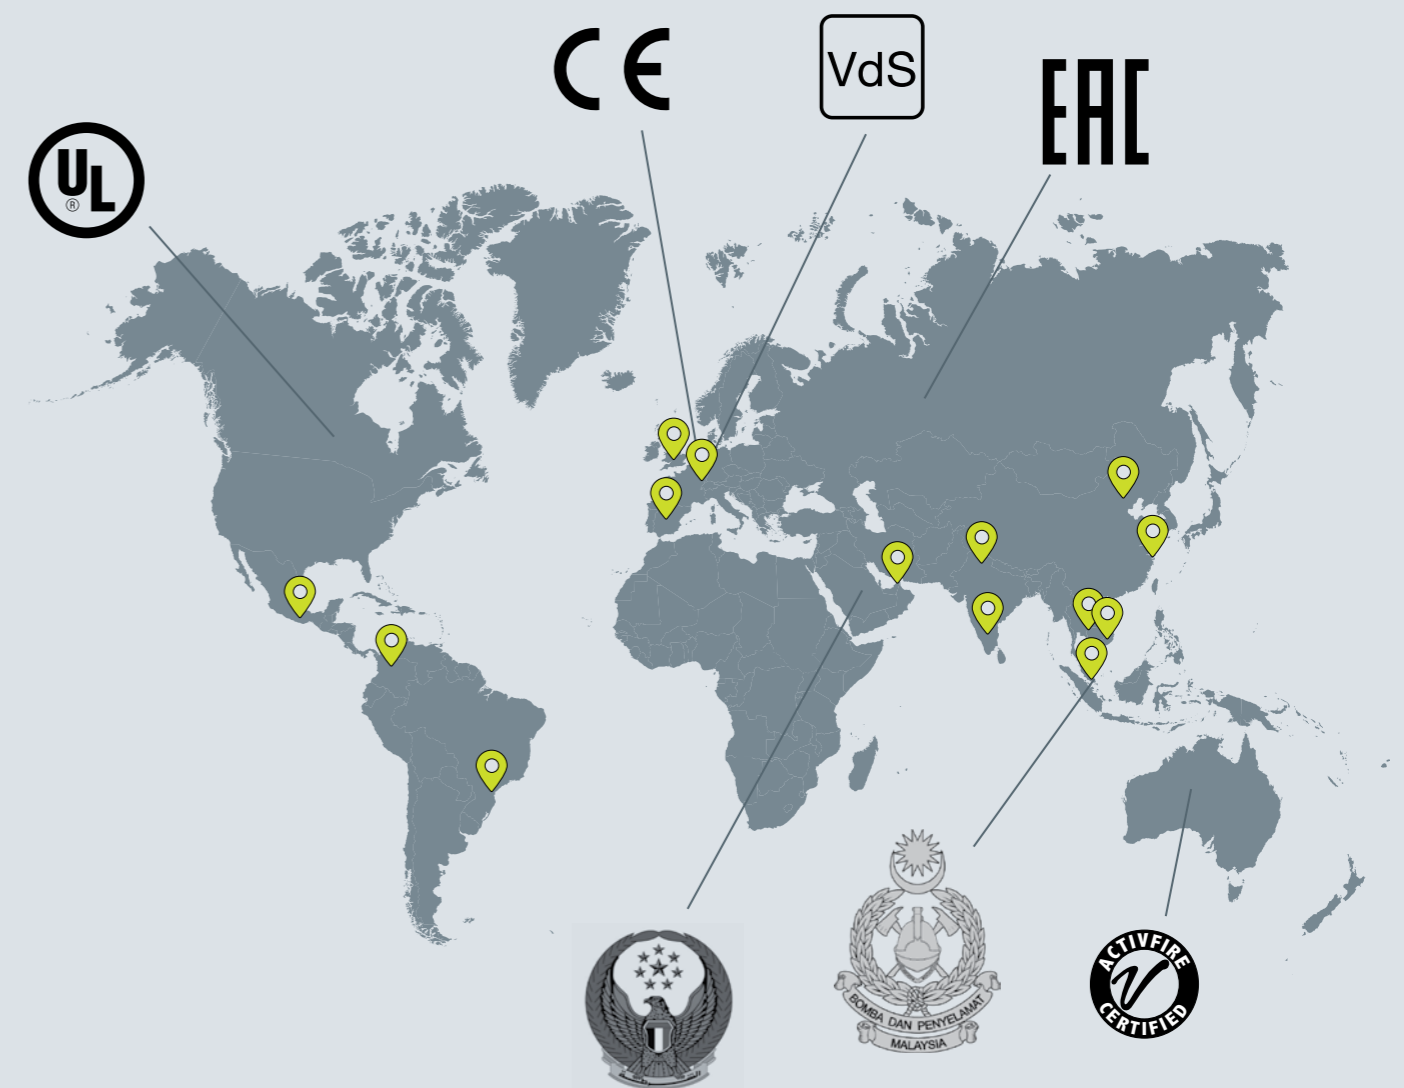 CE
VdS
EAC
UL
®
BOMBA DAN PENYELAMAT
MALAYSIA
ACTIVFIRE
CERTIFIED